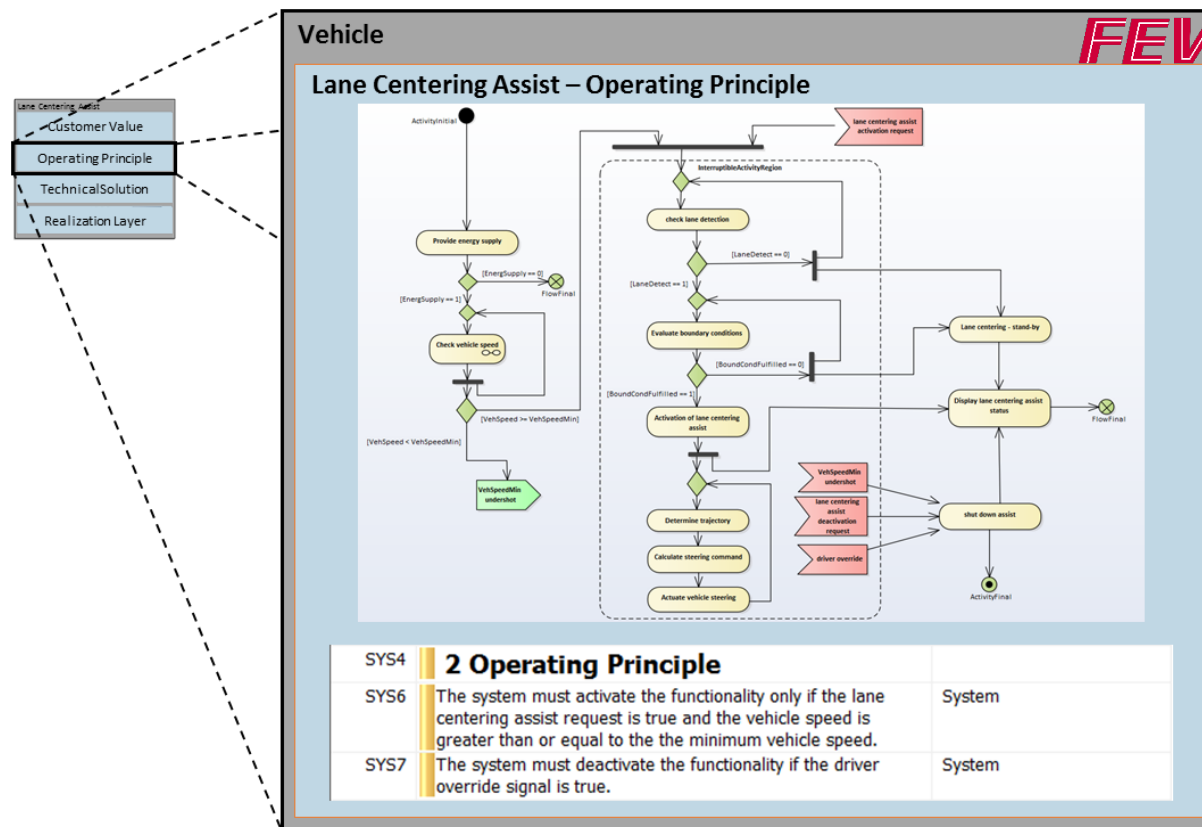 Vehicle
FEV
Lane Centering Assist – Operating Principle
Lane Centering Assist
Customer Value
Operating Principle
TechnicalSolution
Realization Layer
ActivityInitial
lane centering assist
activation request
InterruptibleActivityRegion
check lane detection
Provide energy supply
[EnergSupply == 0]
FlowFinal
[EnergSupply == 1]
Check vehicle speed
[VehSpeed >= VehSpeedMin]
[VehSpeed < VehSpeedMin]
VehSpeedMin
undershot
[LaneDetect == 0]
[LaneDetect == 1]
Evaluate boundary conditions
[BoundCondFulfilled == 0]
[BoundCondFulfilled == 1]
Activation of lane centering
assist
Determine trajectory
Calculate steering command
Actuate vehicle steering
Lane centering - stand-by
Display lane centering assist
status
FlowFinal
VehSpeedMin
undershot
lane centering
assist
deactivation
request
driver override
shut down assist
ActivityFinal
SYS4 2 Operating Principle
SYS6 The system must activate the functionality only if the lane System
centering assist request is true and the vehicle speed is
greater than or equal to the the minimum vehicle speed.
SYS7 The system must deactivate the functionality if the driver System
override signal is true.